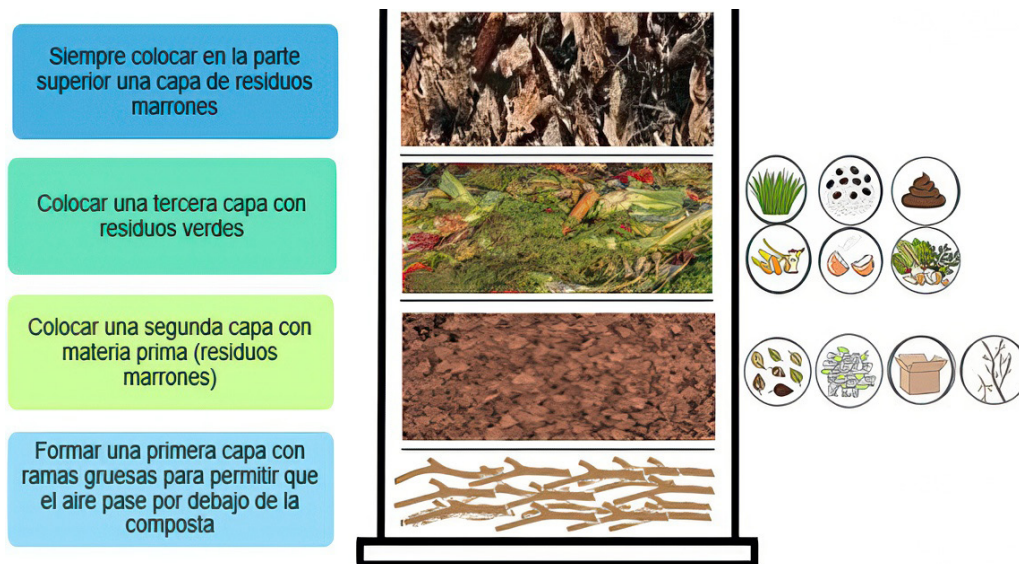 Siempre colocar en la parte
superior una capa de residuos
marrones
Colocar una tercera capa con
residuos verdes
Colocar una segunda capa con
materia prima (residuos
marrones)
Formar una primera capa con
ramas gruesas para permitir que
el aire pase por debajo de la
composta